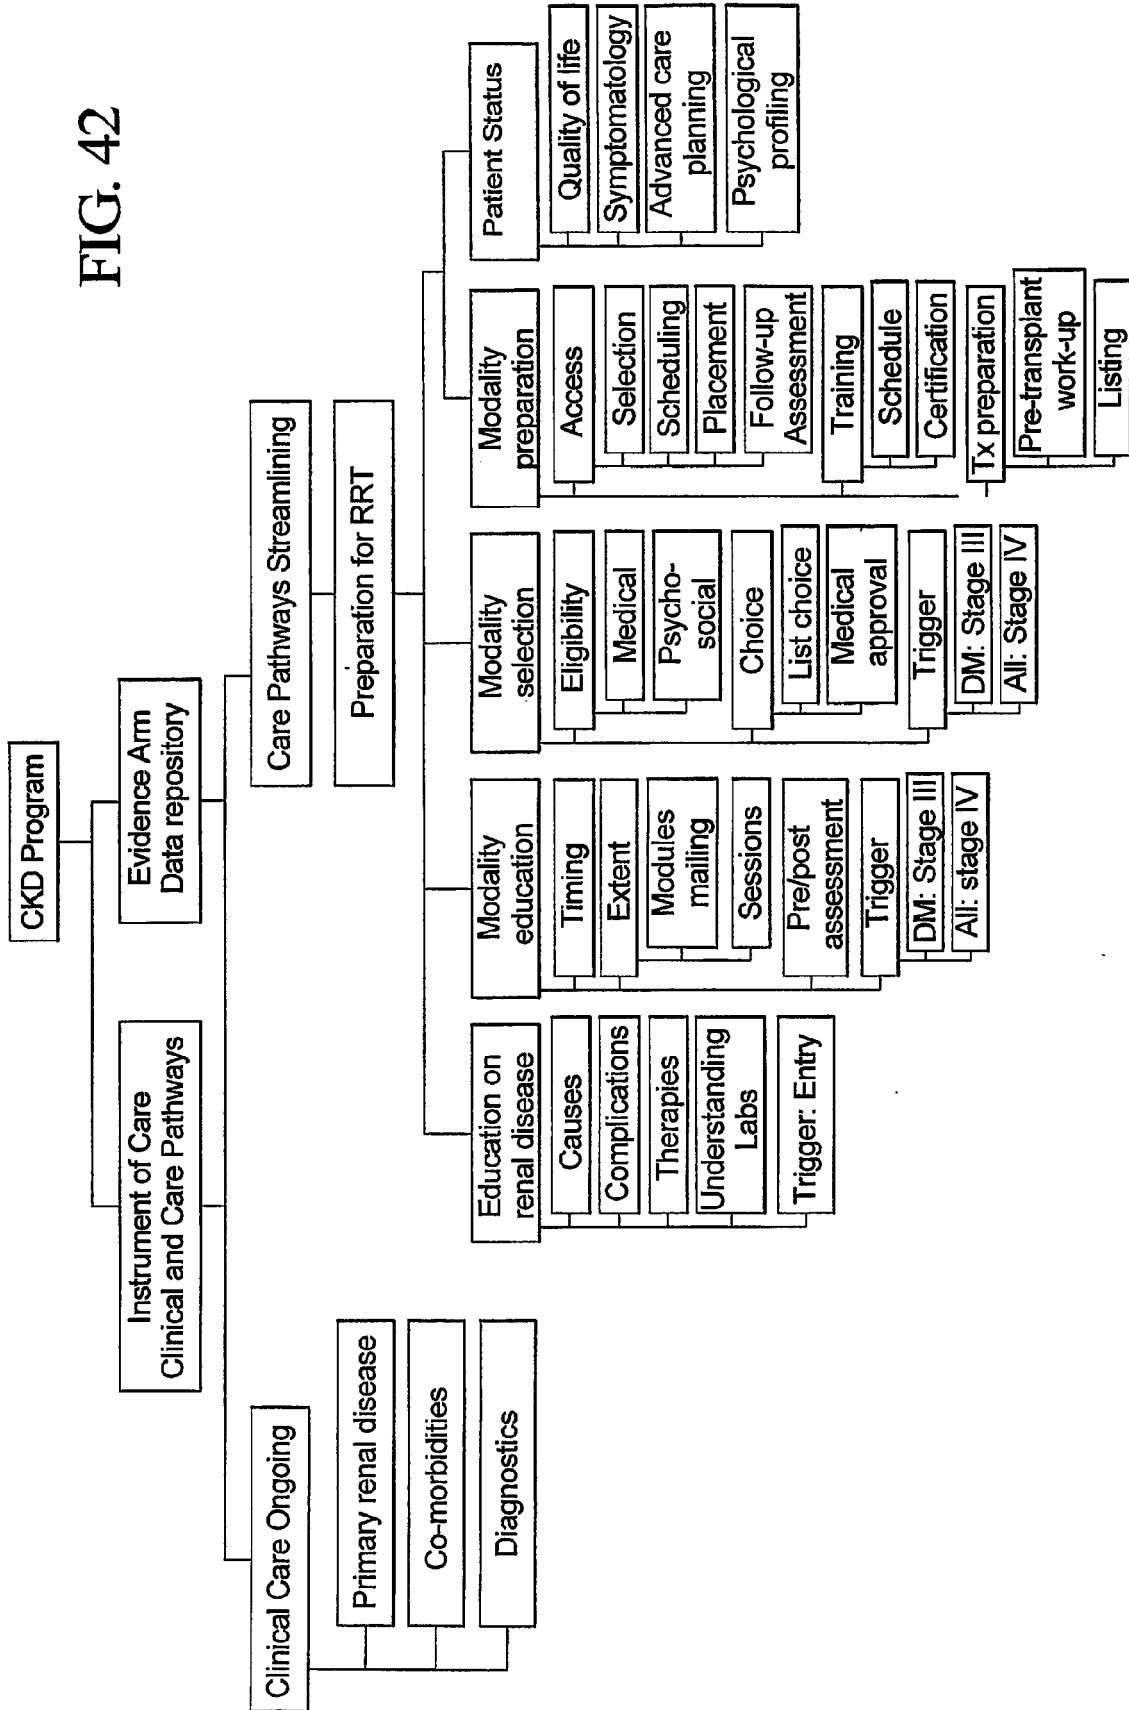 FIG. 42
CKD Program
Instrument of Care
Clinical and Care Pathways
Evidence Arm
Data repository
Clinical Care Ongoing
Primary renal disease
Co-morbidities
Diagnostics
Care Pathways Streamlining
Preparation for RRT
Education on
renal disease
Causes
Complications
Therapies
Understanding
Labs
Trigger: Entry
Modality
education
Timing
Extent
Modules
mailing
Sessions
Pre/post
assessment
Trigger
DM: Stage III
All: stage IV
Modality
selection
Eligibility
Medical
Psycho-
social
Choice
List choice
Medical
approval
Trigger
DM: Stage III
All: Stage IV
Modality
preparation
Access
Selection
Scheduling
Placement
Follow-up
Assessment
Training
Schedule
Certification
Tx preparation
Pre-transplant
work-up
Listing
Patient Status
Quality of life
Symptomatology
Advanced care
planning
Psychological
profiling